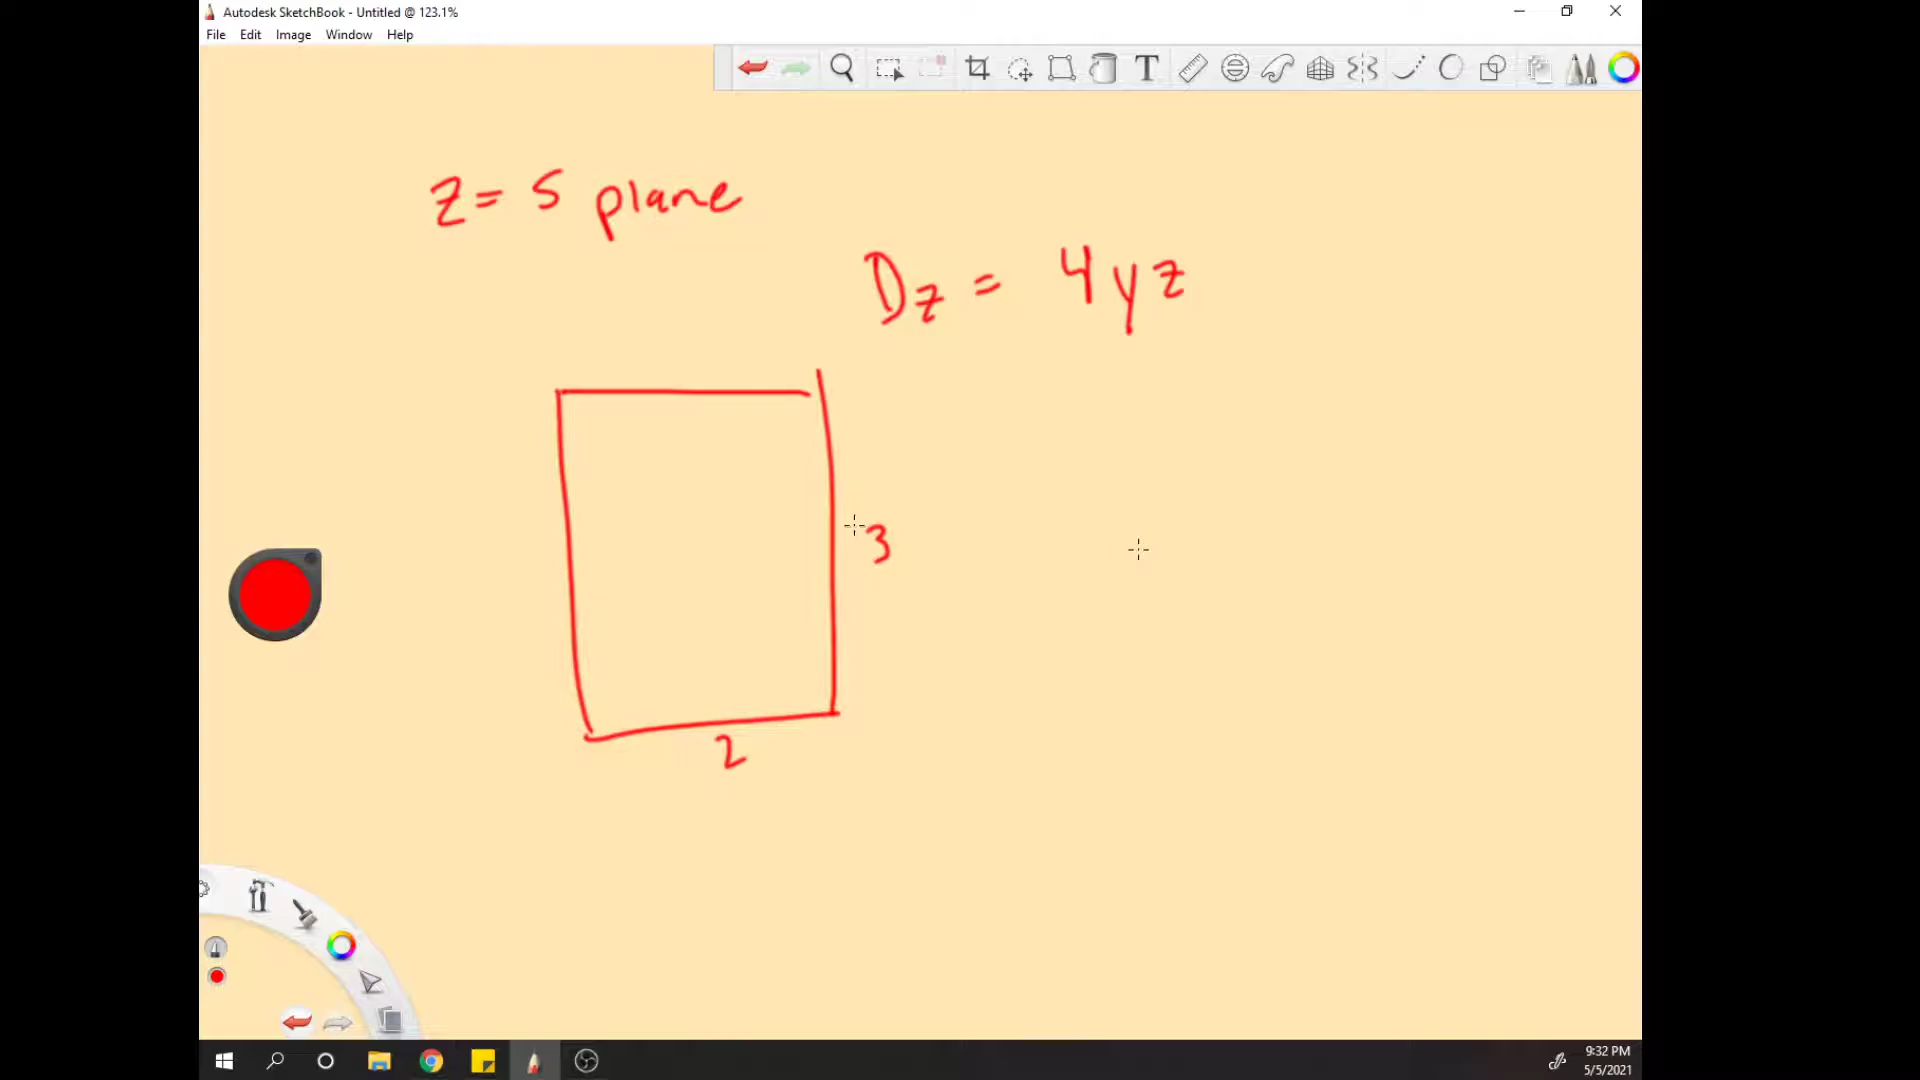 Autodesk SketchBook - Untitled @ 123.1%
File Edit Image Window Help
T
z = 5 plane
Dz = 4yz
3
2
9:32 PM
5/5/2021